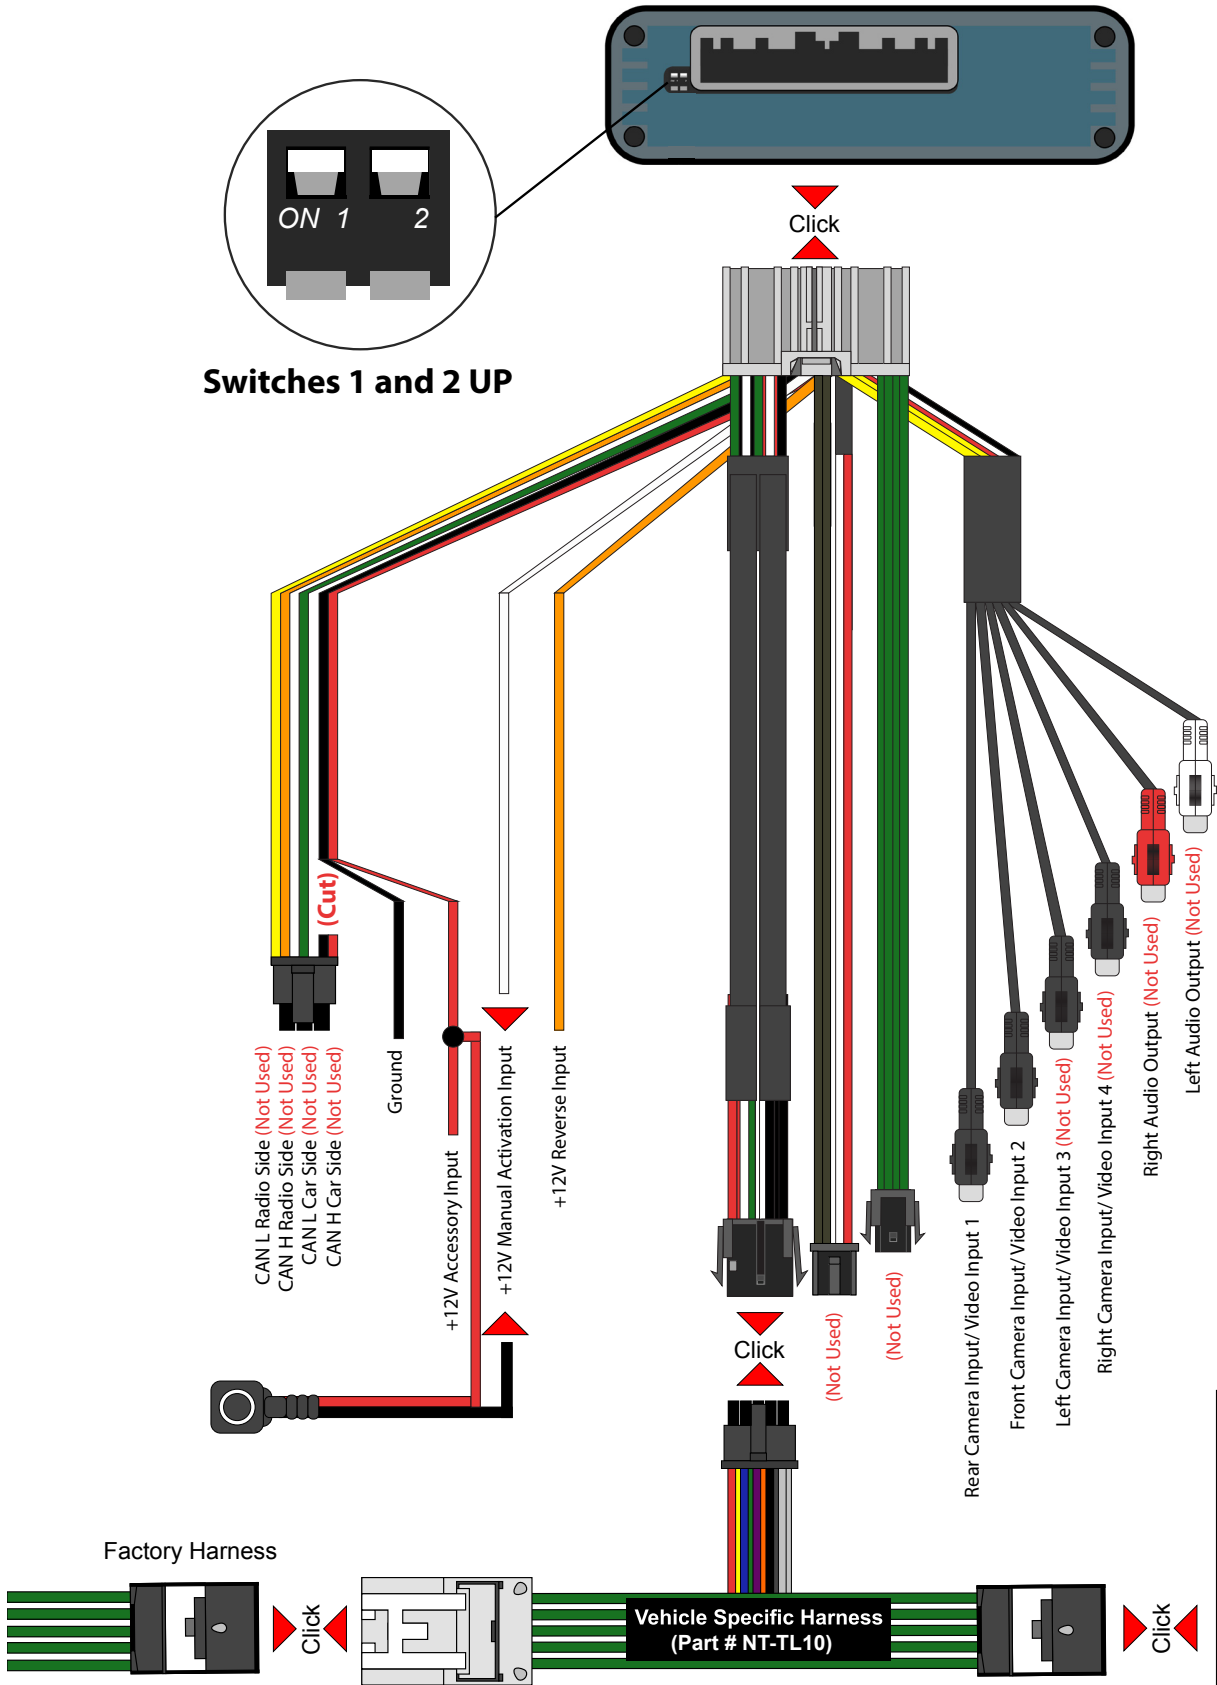 Click
ON 1 2
Switches 1 and 2 UP
(Cut)
CAN L Radio Side (Not Used)
CAN H Radio Side (Not Used)
CAN L Car Side (Not Used)
CAN H Car Side (Not Used)
Ground
+12V Accessory Input
+12V Manual Activation Input
+12V Reverse Input
Click
(Not Used)
(Not Used)
Rear Camera Input/ Video Input 1
Front Camera Input/ Video Input 2
Left Camera Input/ Video Input 3 (Not Used)
Right Camera Input/ Video Input 4 (Not Used)
Right Audio Output (Not Used)
Left Audio Output (Not Used)
Factory Harness
Click
Vehicle Specific Harness
(Part # NT-TL10)
Click